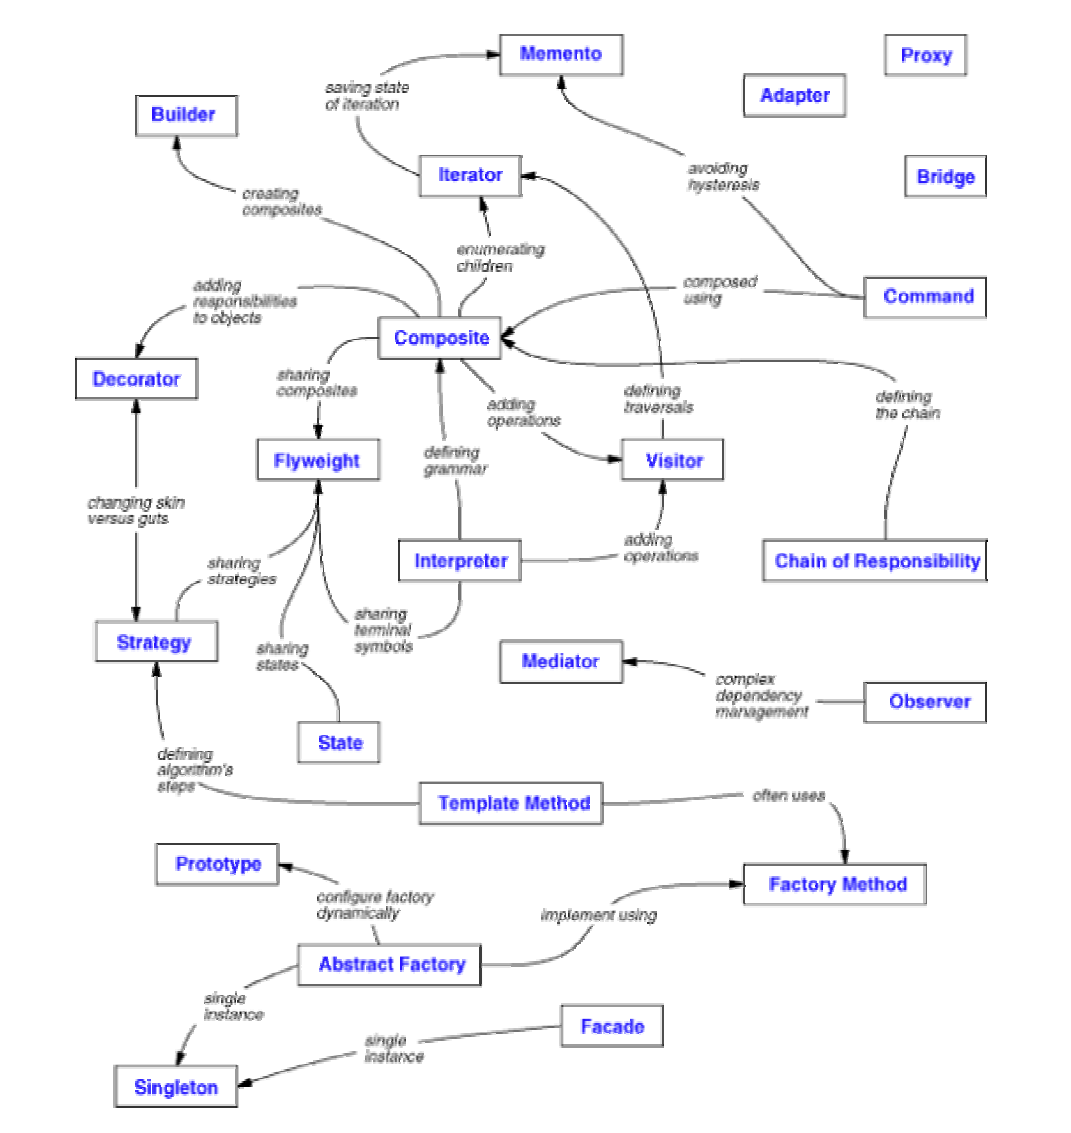 Memento
Proxy
Adapter
saving state
of iteration
Builder
avoiding
hysteresis
Iterator
Bridge
creating
composites
enumerating
children
adding
responsibilities
to objects
composed
using
Command
Composite
Decorator
sharing
composites
adding
operations
defining
traversals
defining
the chain
defining
grammar
Flyweight
Visitor
changing skin
versus guts
adding
operations
Interpreter
Chain of Responsibility
sharing
strategies
sharing
terminal
symbols
Strategy
sharing
states
Mediator
complex
dependency
management
Observer
State
defining
algorithm's
steps
Template Method
often uses
Prototype
Factory Method
configure factory
dynamically
implement using
Abstract Factory
single
instance
Facade
single
instance
Singleton